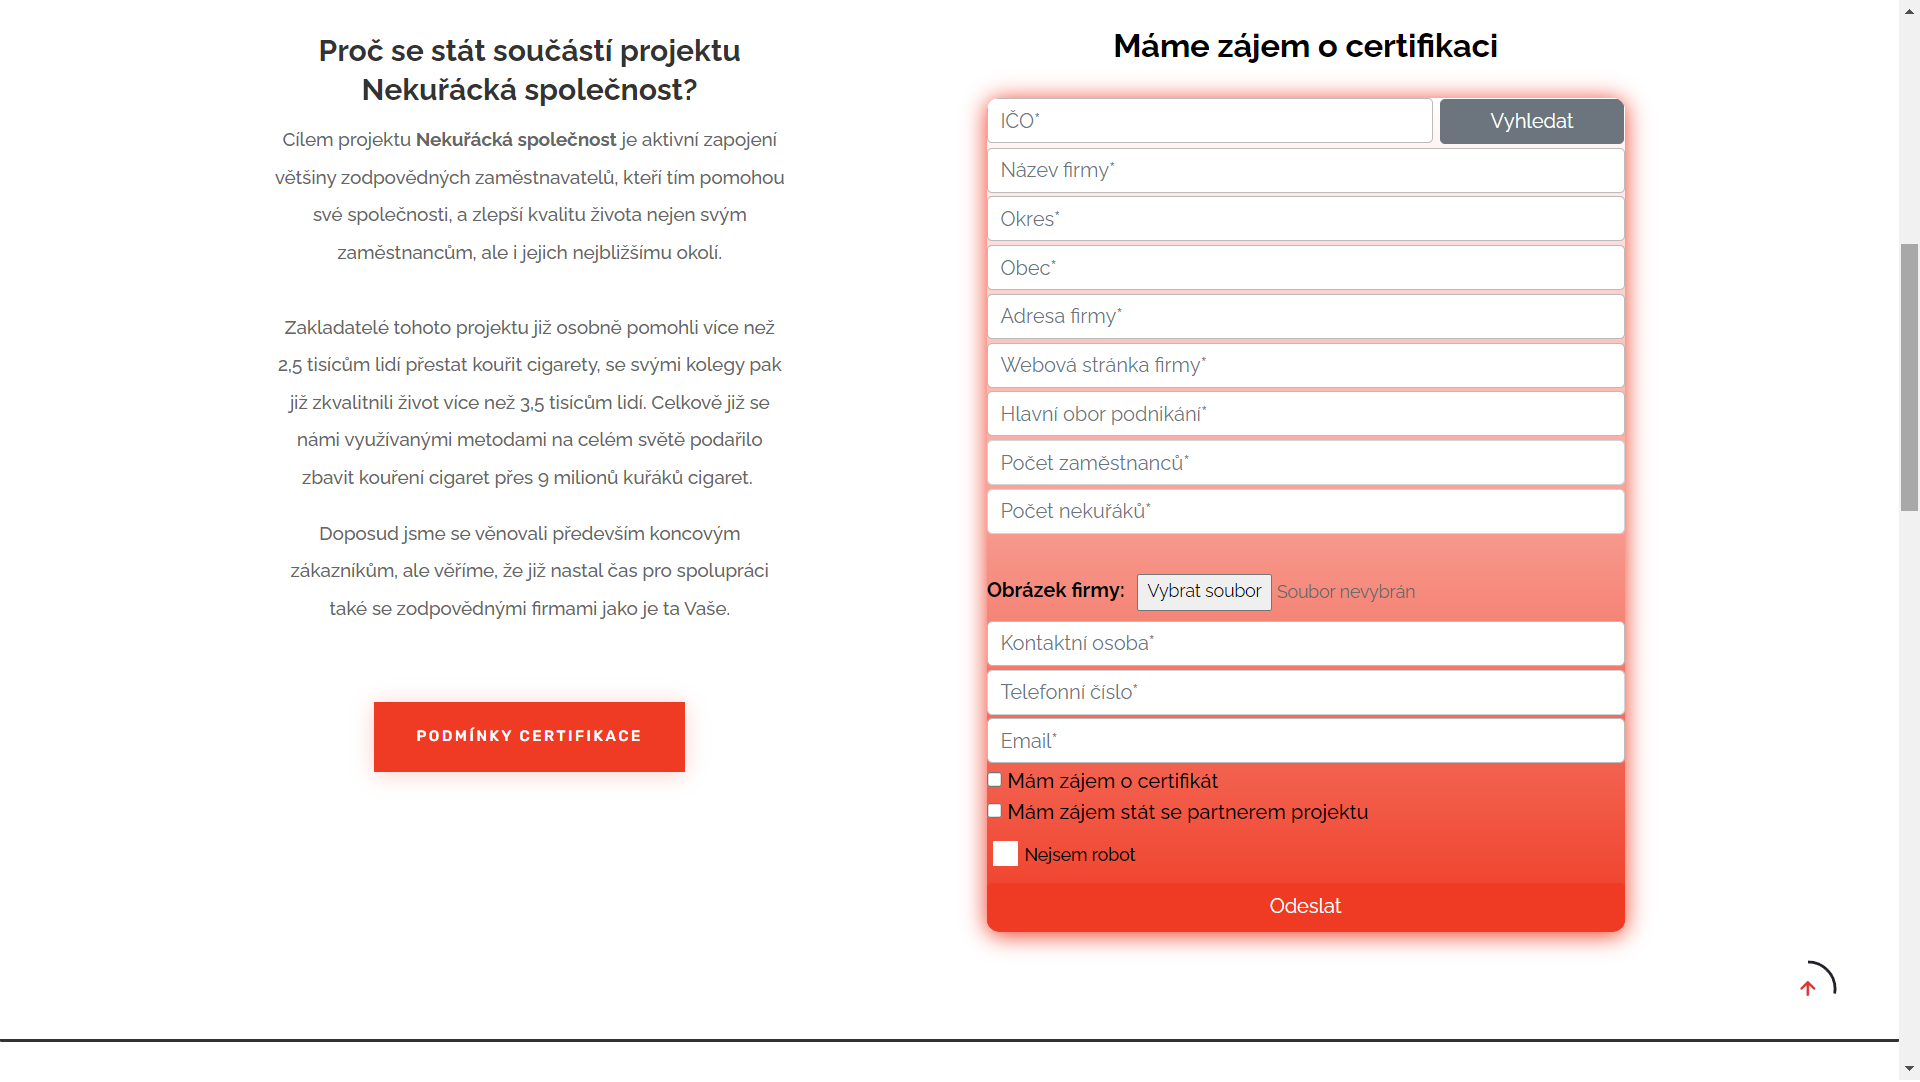 Proč se stát součástí projektu
Nekuřácká společnost?
Cílem projektu Nekuřácká společnost je aktivní zapojení
většiny zodpovědných zaměstnavatelů, kteří tím pomohou
své společnosti, a zlepší kvalitu života nejen svým
zaměstnancům, ale i jejich nejbližšímu okolí.
Zakladatelé tohoto projektu již osobně pomohli více než
2,5 tisícům lidí přestat kouřit cigarety, se svými kolegy pak
již zkvalitnili život více než 3,5 tisícům lidí. Celkově již se
námi využívanými metodami na celém světě podařilo
zbavit kouření cigaret přes 9 milionů kuřáků cigaret.
Doposud jsme se věnovali především koncovým
zákazníkům, ale věříme, že již nastal čas pro spolupráci
také se zodpovědnými firmami jako je ta Vaše.
PODMÍNKY CERTIFIKACE
Máme zájem o certifikaci
IČO*
Vyhledat
Název firmy*
Okres*
Obec*
Adresa firmy*
Webová stránka firmy*
Hlavní obor podnikání*
Počet zaměstnanců*
Počet nekuřáků*
Obrázek firmy: Vybrat soubor Soubor nevybrán
Kontaktní osoba*
Telefonní číslo*
Email*
Mám zájem o certifikát
Mám zájem stát se partnerem projektu
Nejsem robot
Odeslat